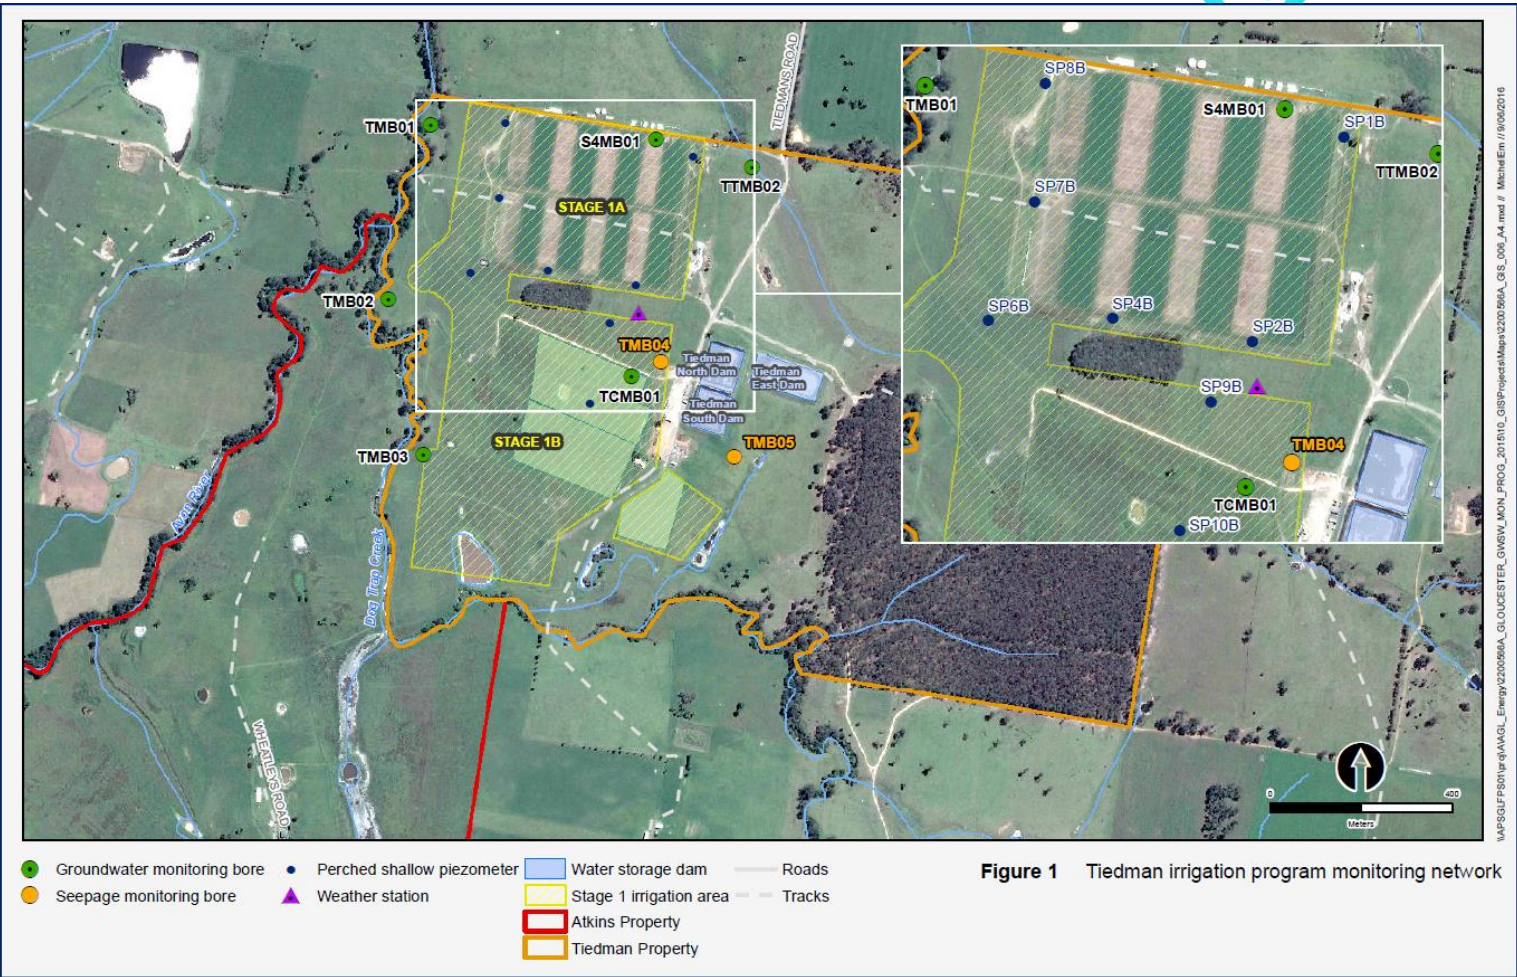 TIEDMANS ROAD
TMB01
S4MB01
TTMB02
STAGE 1A
TMB02
TMB04
Tiedman
North Dam
Tiedman
East Dam
TCMB01
Tiedman
South Dam
STAGE 1B
TMB05
TMB03
Avon River
Dog Trap Creek
WHEATLEYS ROAD
SP8B
TMB01
S4MB01
SP1B
TTMB02
SP7B
SP6B
SP4B
SP2B
SP9B
TMB04
TCMB01
SP10B
0
400
Meters
Groundwater monitoring bore
Seepage monitoring bore
Perched shallow piezometer
Weather station
Water storage dam
Stage 1 irrigation area
Atkins Property
Tiedman Property
Roads
Tracks
Figure 1 Tiedman irrigation program monitoring network